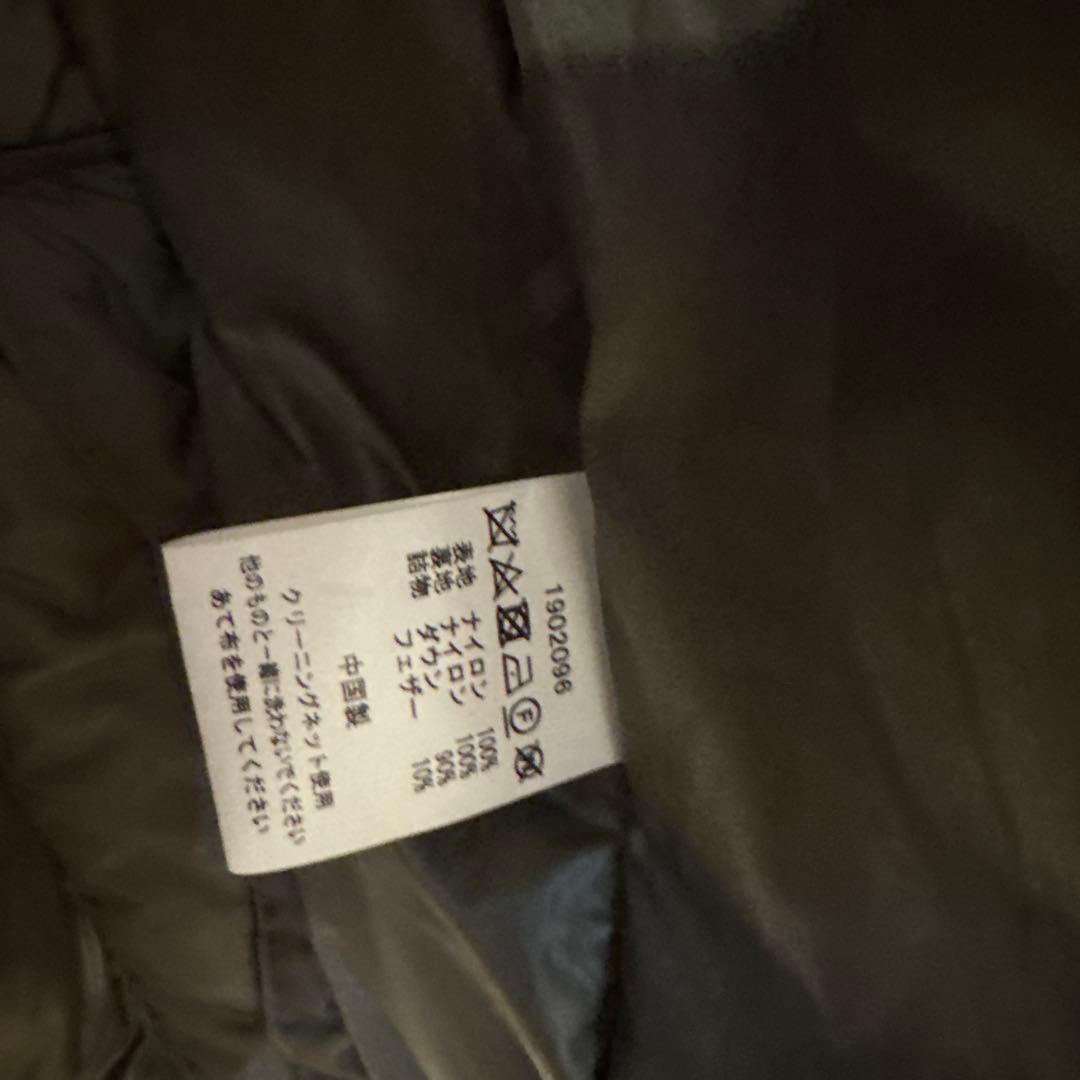 1902096
F
表地 ナイロン 100%
裏地 ナイロン 100%
詰物 ダウン 90%
フェザー 10%
中国製
クリーニングネット使用
他のものと一緒に洗わないでください
あて布を使用してください